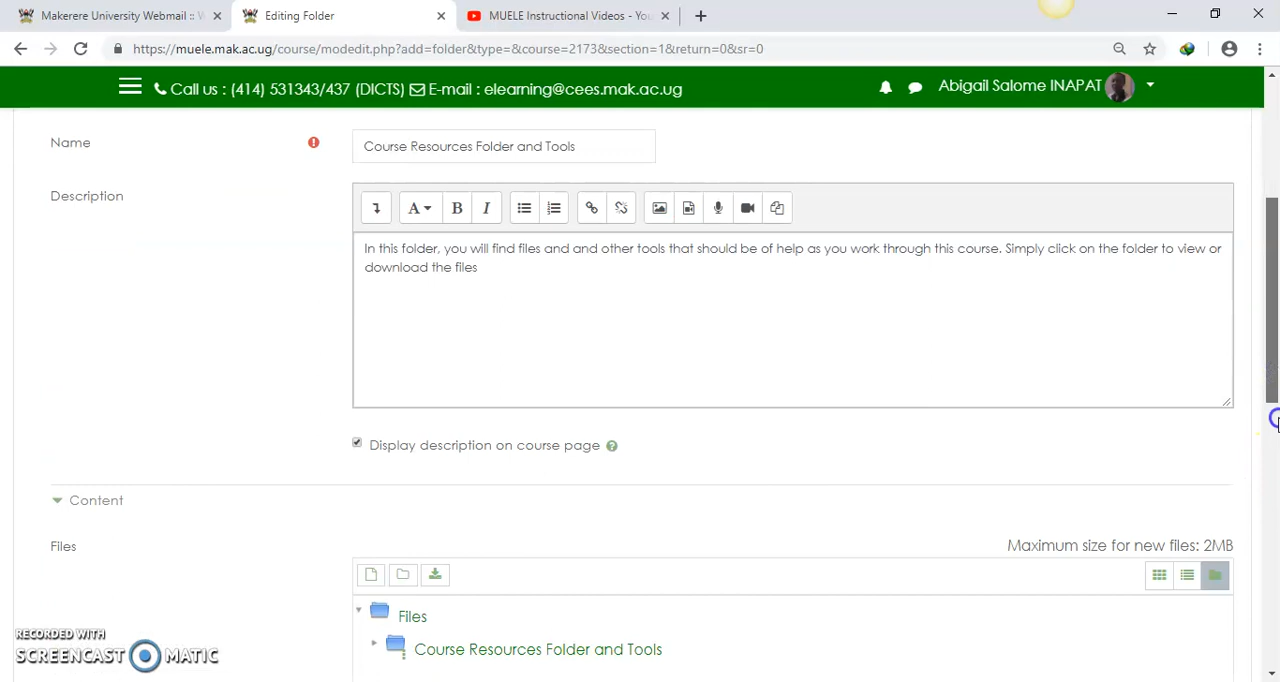 Makerere University Webmail :: W
Editing Folder
MUELE Instructional Videos - You
https://muele.mak.ac.ug/course/modedit.php?add=folder&type=&course=2173&section=1&return=0&sr=0
Call us : (414) 531343/437 (DICTS) E-mail : elearning@cees.mak.ac.ug
Abigail Salome INAPAT
Name
Course Resources Folder and Tools
Description
A B I
In this folder, you will find files and and other tools that should be of help as you work through this course. Simply click on the folder to view or
download the files
Display description on course page
Content
Files
Maximum size for new files: 2MB
Files
Course Resources Folder and Tools
RECORDED WITH
SCREENCAST MATIC